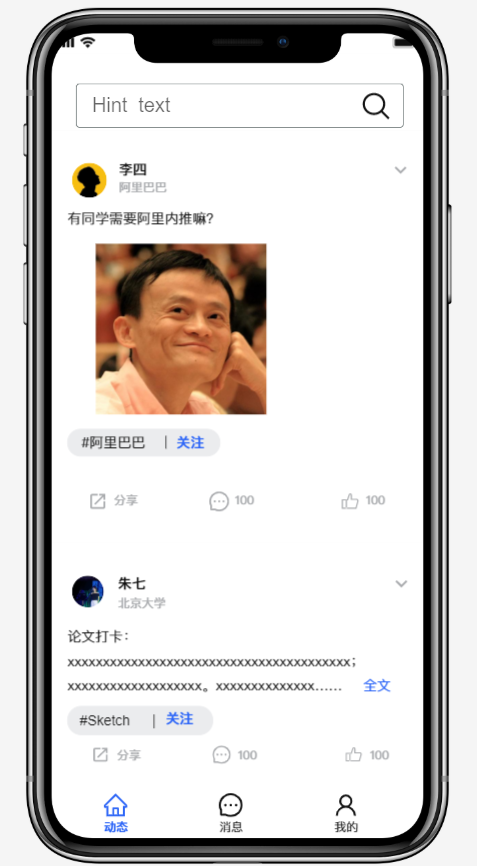 Hint text
李四
阿里巴巴
有同学需要阿里内推嘛?
#阿里巴巴 | 关注
分享 100 100
朱七
北京大学
论文打卡：
xxxxxxxxxxxxxxxxxxxxxxxxxxxxxxxxxxxxxxxxx；
xxxxxxxxxxxxxxxxxxxx。xxxxxxxxxxxxxx...... 全文
#Sketch | 关注
分享 100 100
动态 消息 我的